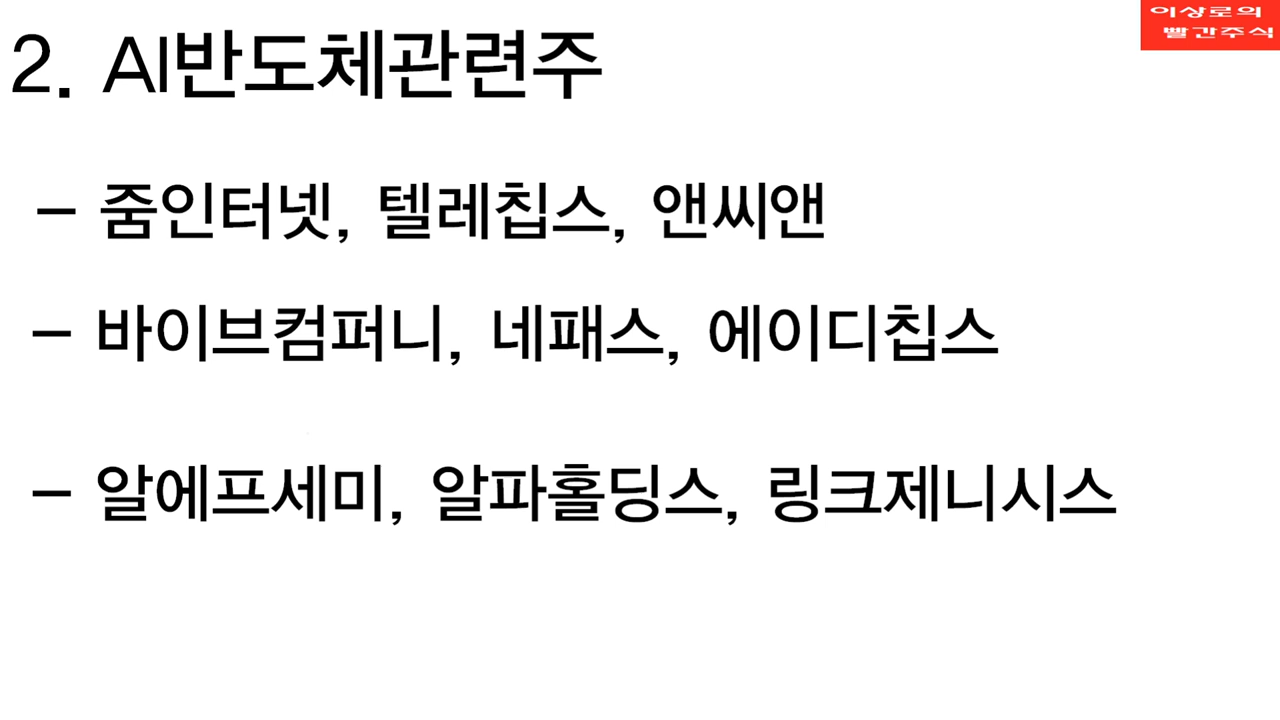 이상로의
빨간주식
2. AI반도체관련주
- 줌인터넷, 텔레칩스, 앤씨앤
- 바이브컴퍼니, 네패스, 에이디칩스
- 알에프세미, 알파홀딩스, 링크제니시스